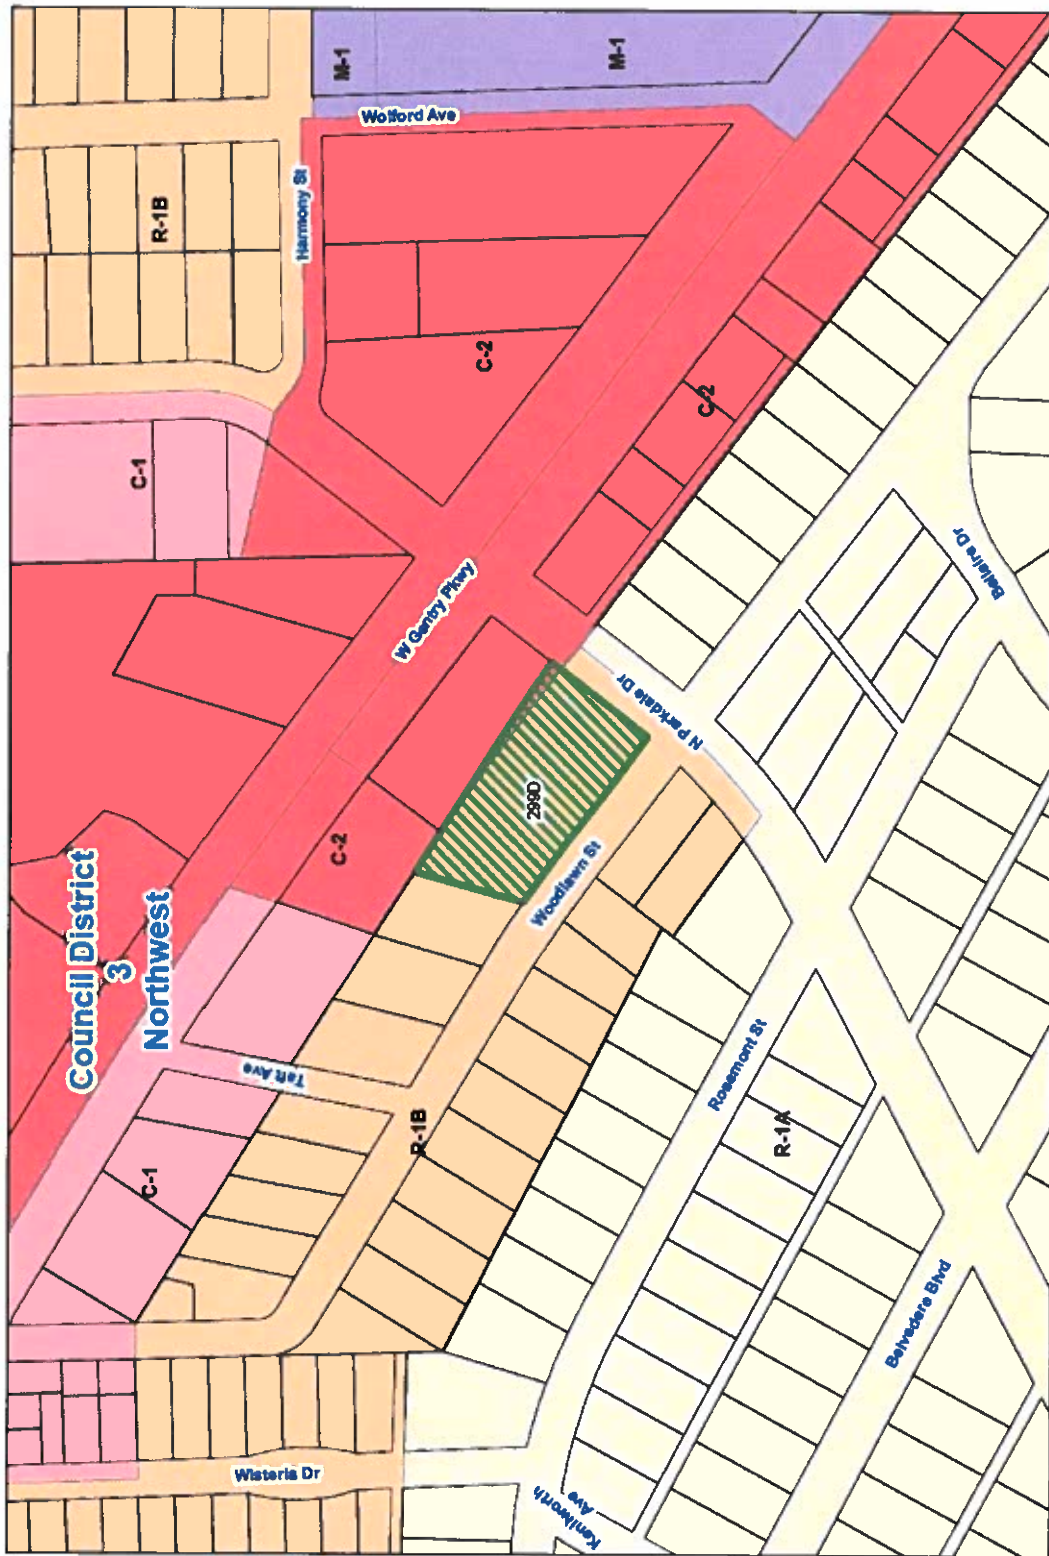 M-1
M-1
Wolford Ave
R-1B
Harmony St
C-1
C-2
C-2
W Gentry Pkwy
Bellaire Dr
N Parkdale Dr
299D
C-2
Woodlawn St
Council District
3
Northwest
Taft Ave
Rosemont St
R-1B
R-1A
C-1
Belvedere Blvd
Wisteria Dr
Kenilworth
Ave